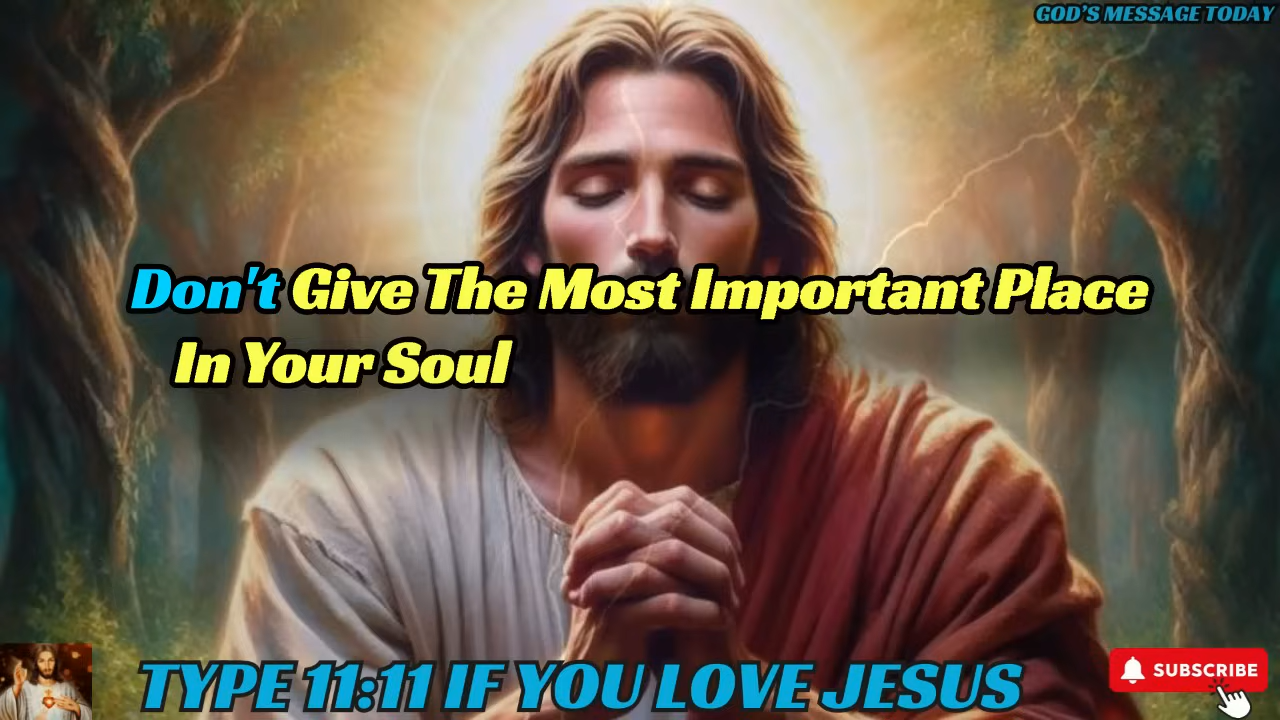 GOD'S MESSAGE TODAY
Don't Give The Most Important Place
In Your Soul
TYPE 11:11 IF YOU LOVE JESUS
SUBSCRIBE